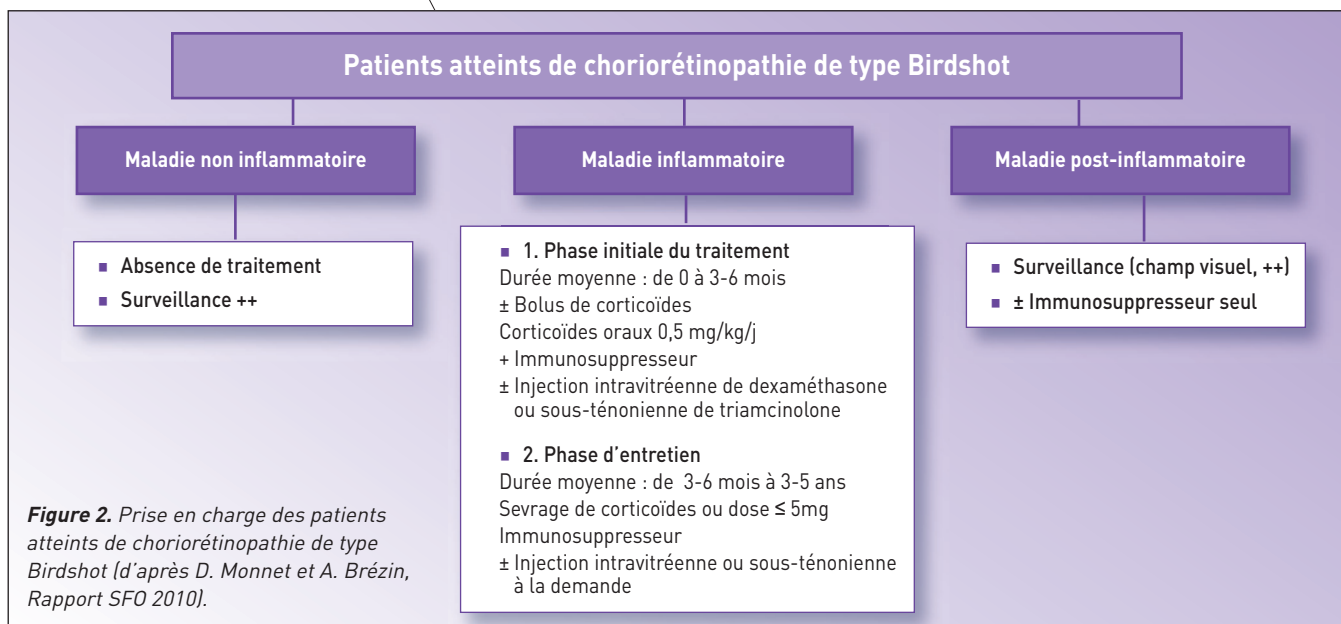 Patients atteints de choriorétinopathie de type Birdshot
Maladie non inflammatoire
■ Absence de traitement
■ Surveillance ++
Maladie inflammatoire
■ 1. Phase initiale du traitement
Durée moyenne : de 0 à 3-6 mois
± Bolus de corticoïdes
Corticoïdes oraux 0,5 mg/kg/j
+ Immunosuppresseur
± Injection intravitréenne de dexaméthasone
ou sous-ténonienne de triamcinolone
■ 2. Phase d'entretien
Durée moyenne : de 3-6 mois à 3-5 ans
Sevrage de corticoïdes ou dose ≤ 5mg
Immunosuppresseur
± Injection intravitréenne ou sous-ténonienne
à la demande
Maladie post-inflammatoire
■ Surveillance (champ visuel, ++)
■ ± Immunosuppresseur seul
Figure 2. Prise en charge des patients
atteints de choriorétinopathie de type
Birdshot (d'après D. Monnet et A. Brézin,
Rapport SFO 2010).